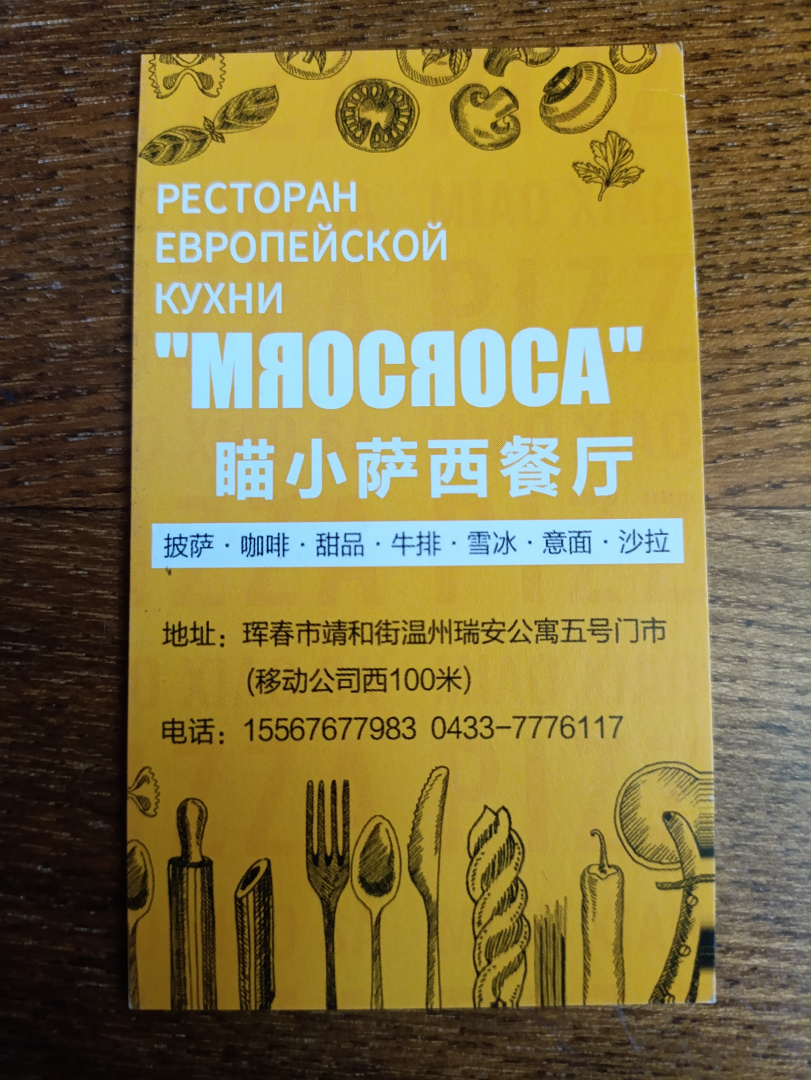 РЕСТОРАН
ЕВРОПЕЙСКОЙ
КУХНИ
"МЯОСЯОСА"
瞄小萨西餐厅
披萨·咖啡·甜品·牛排·雪冰·意面·沙拉
地址：珲春市靖和街温州瑞安公寓五号门市
(移动公司西100米)
电话：15567677983 0433-7776117